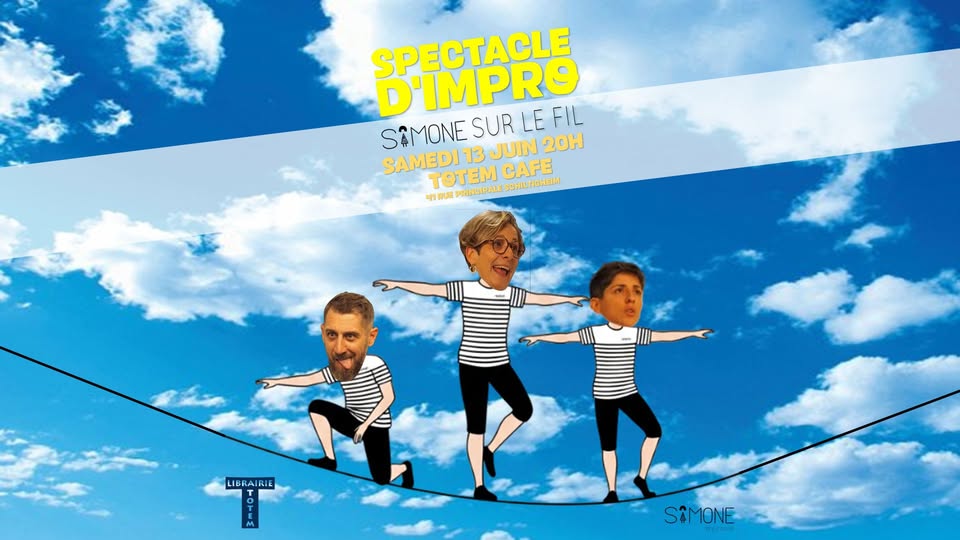 SPECTACLE
D'IMPRO
SIMONE SUR LE FIL
SAMEDI 13 JUIN 20H
TOTEM CAFE
41 RUE PRINCIPALE SCHILTIGHEIM
LIBRAIRIE
TOTEM
SIMONE